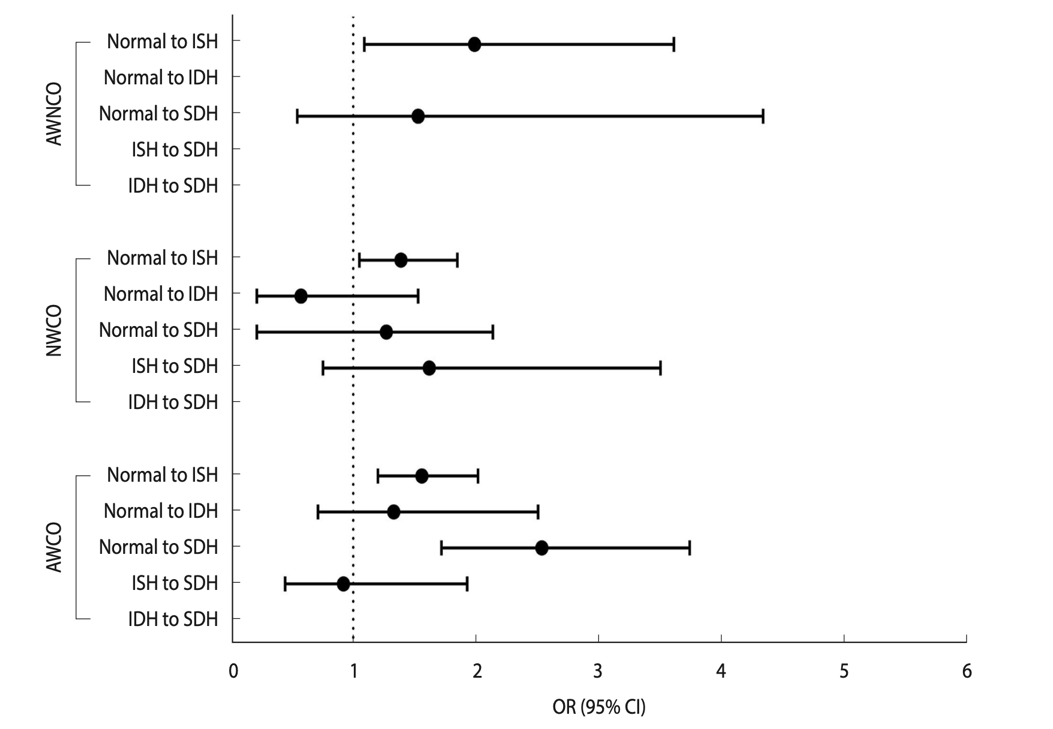 AWNCO
Normal to ISH
Normal to IDH
Normal to SDH
ISH to SDH
IDH to SDH
NWCO
Normal to ISH
Normal to IDH
Normal to SDH
ISH to SDH
IDH to SDH
AWCO
Normal to ISH
Normal to IDH
Normal to SDH
ISH to SDH
IDH to SDH
0 1 2 3 4 5 6
OR (95% CI)